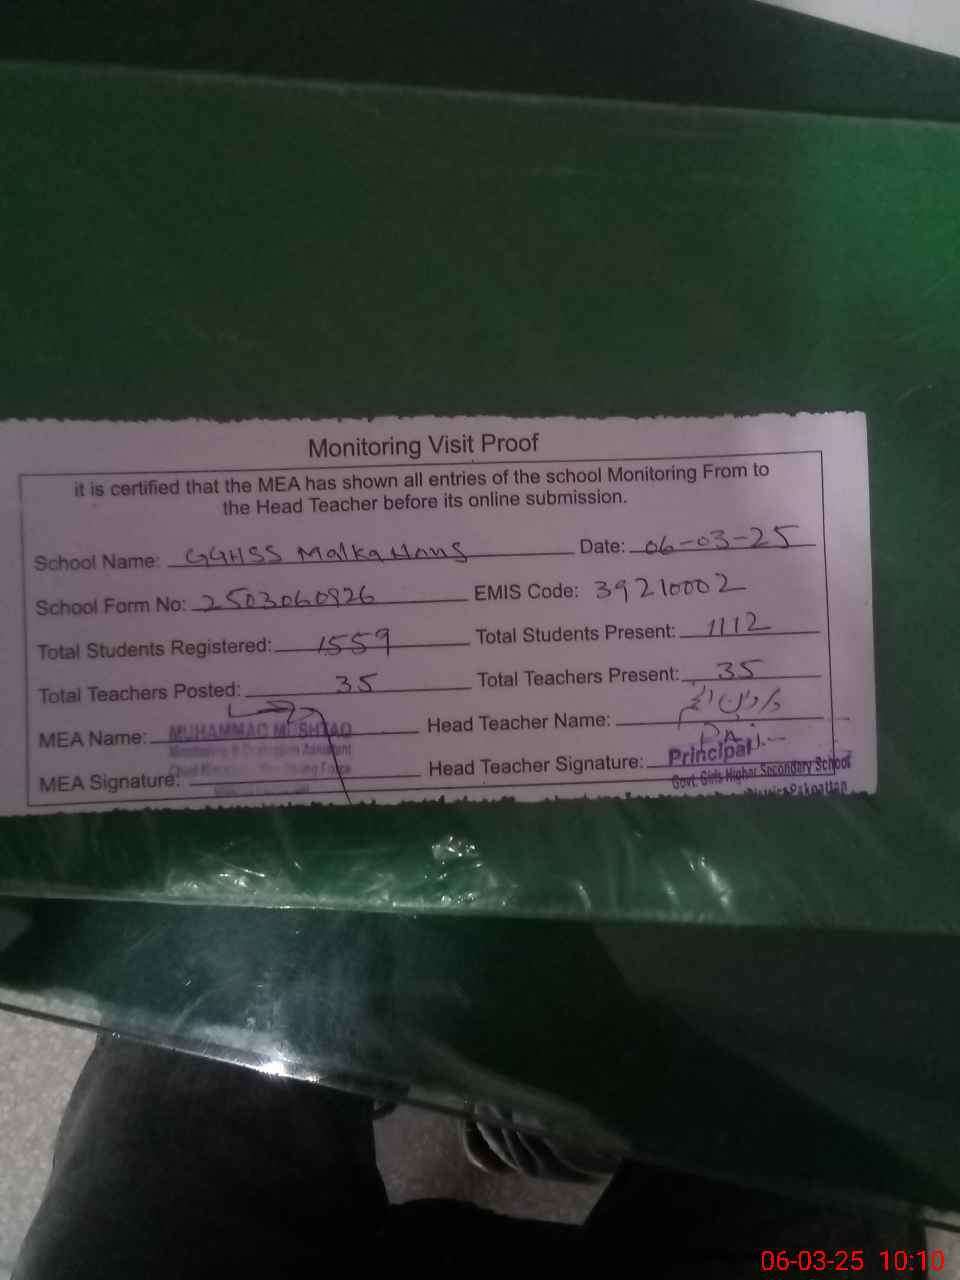 Monitoring Visit Proof
it is certified that the MEA has shown all entries of the school Monitoring From to
the Head Teacher before its online submission.
School Name: GGHSS Malka Hans Date: 06-03-25
School Form No: 2503060926 EMIS Code: 39210002
Total Students Registered: 1559 Total Students Present: 1112
Total Teachers Posted: 35 Total Teachers Present: 35
MEA Name: MUHAMMAD MUSHTAQ Head Teacher Name:
Monitoring & Evaluation Assistant
MEA Signature: Head Teacher Signature:
Principal
Govt. Girls Higher Secondary School
06-03-25 10:10